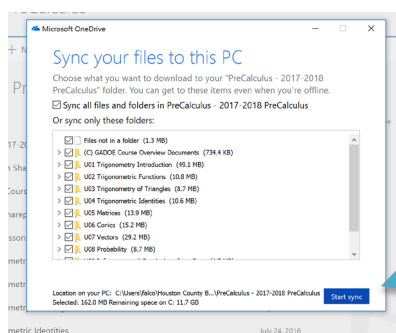 Microsoft OneDrive
Sync your files to this PC
Choose what you want to download to your "PreCalculus - 2017-2018
PreCalculus" folder. You can get to these items even when you're offline.
Sync all files and folders in PreCalculus - 2017-2018 PreCalculus
Or sync only these folders:
Files not in a folder (1.3 MB)
(C) GADOE Course Overview Documents (734.4 KB)
U01 Trigonometry Introduction (49.1 MB)
U02 Trigonometric Functions (10.8 MB)
U03 Trigonometry of Triangles (8.7 MB)
U04 Trigonometric Identities (10.6 MB)
U05 Matrices (13.9 MB)
U06 Conics (15.2 MB)
U07 Vectors (29.2 MB)
U08 Probability (8.7 MB)
Location on your PC: C:\Users\falco\Houston County B...\PreCalculus - 2017-2018 PreCalculus
Selected: 162.0 MB Remaining space on C: 11.7 GB
Start sync
metric Identities
July 24, 2016